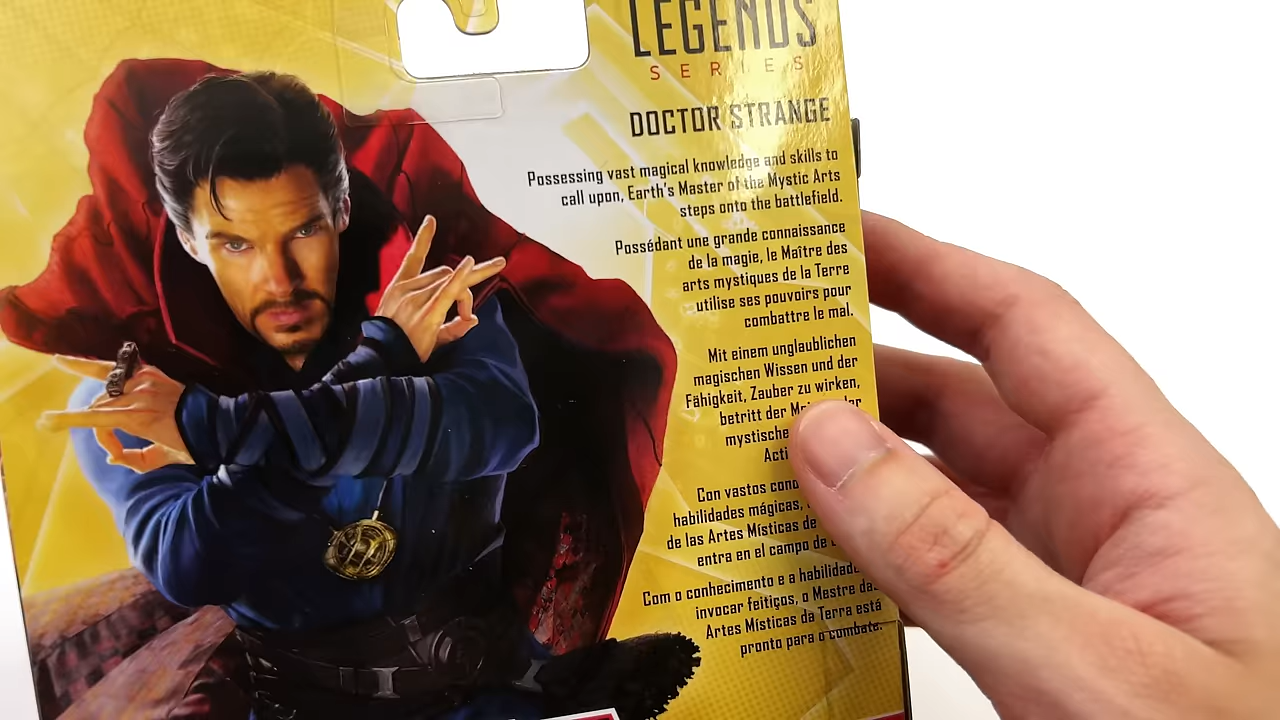 LEGENDS
SERIES
DOCTOR STRANGE
Possessing vast magical knowledge and skills to
call upon, Earth's Master of the Mystic Arts
steps onto the battlefield.
Possédant une grande connaissance
de la magie, le Maître des
arts mystiques de la Terre
utilise ses pouvoirs pour
combattre le mal.
Mit einem unglaublichen
magischen Wissen und der
Fähigkeit, Zauber zu wirken,
betritt der
mystische
Con vastos
habilidades mágicas,
de las Artes Místicas de
entra en el campo de
Com o conhecimento e a habilidade
invocar feitiços, o Mestre das
Artes Místicas da Terra está
pronto para o combate.